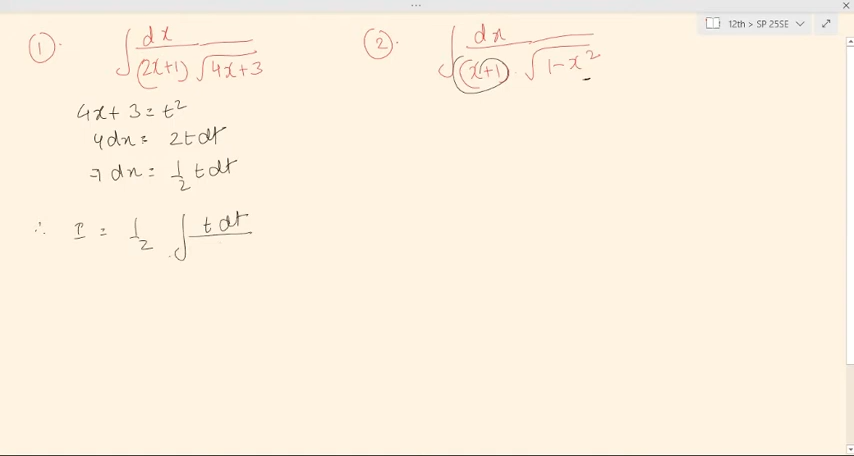 12th > SP 25SE
① ∫ dx / (2x+1) √4x+3
4x + 3 = t²
4dx = 2t dt
⇒ dx = 1/2 t dt
∴ I = 1/2 ∫ t dt
② ∫ dx / (x+1) · √1-x²